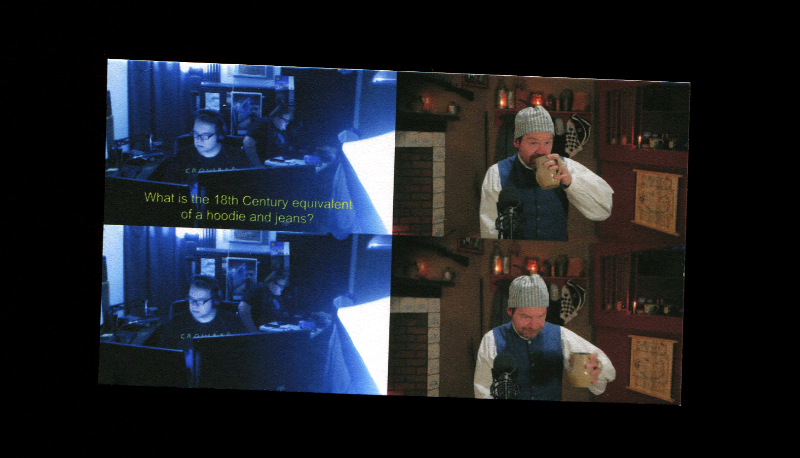 What is the 18th Century equivalent
of a hoodie and jeans?